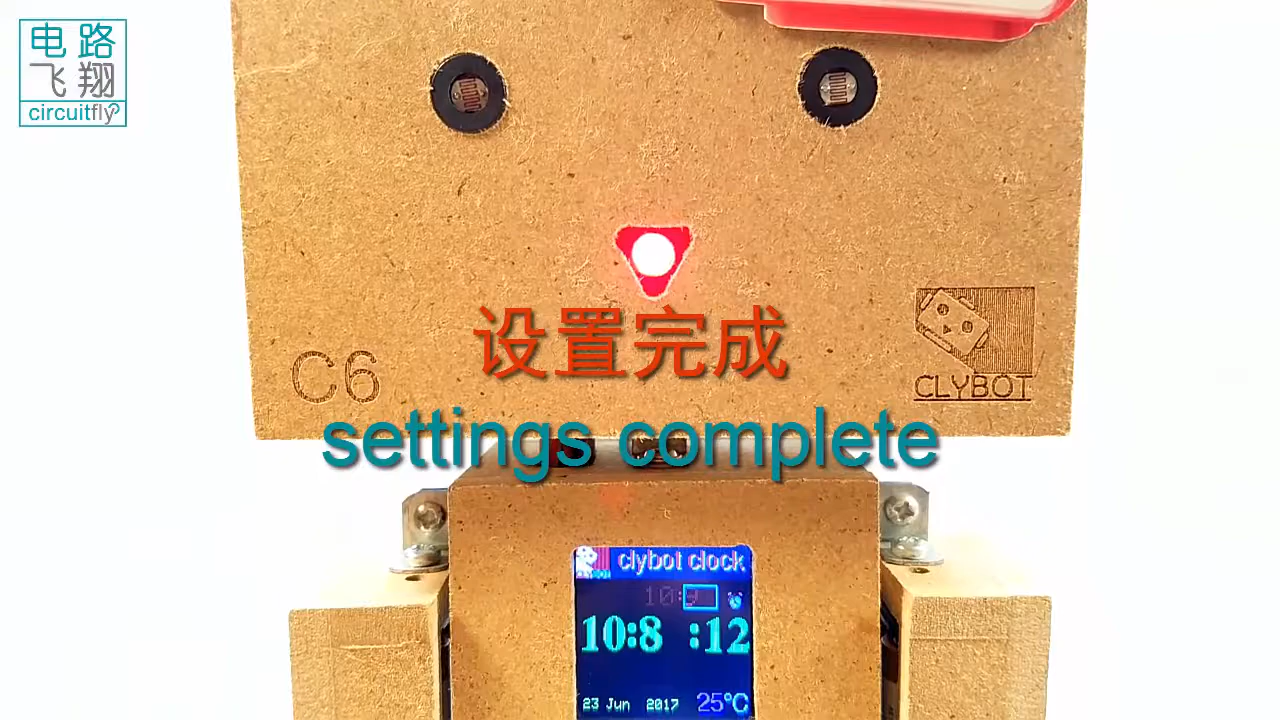 电路
飞翔
circuitfly
C6
CLYBOT
设置完成
settings complete
clybot clock
10:8 :12
23 Jun 2017 25℃